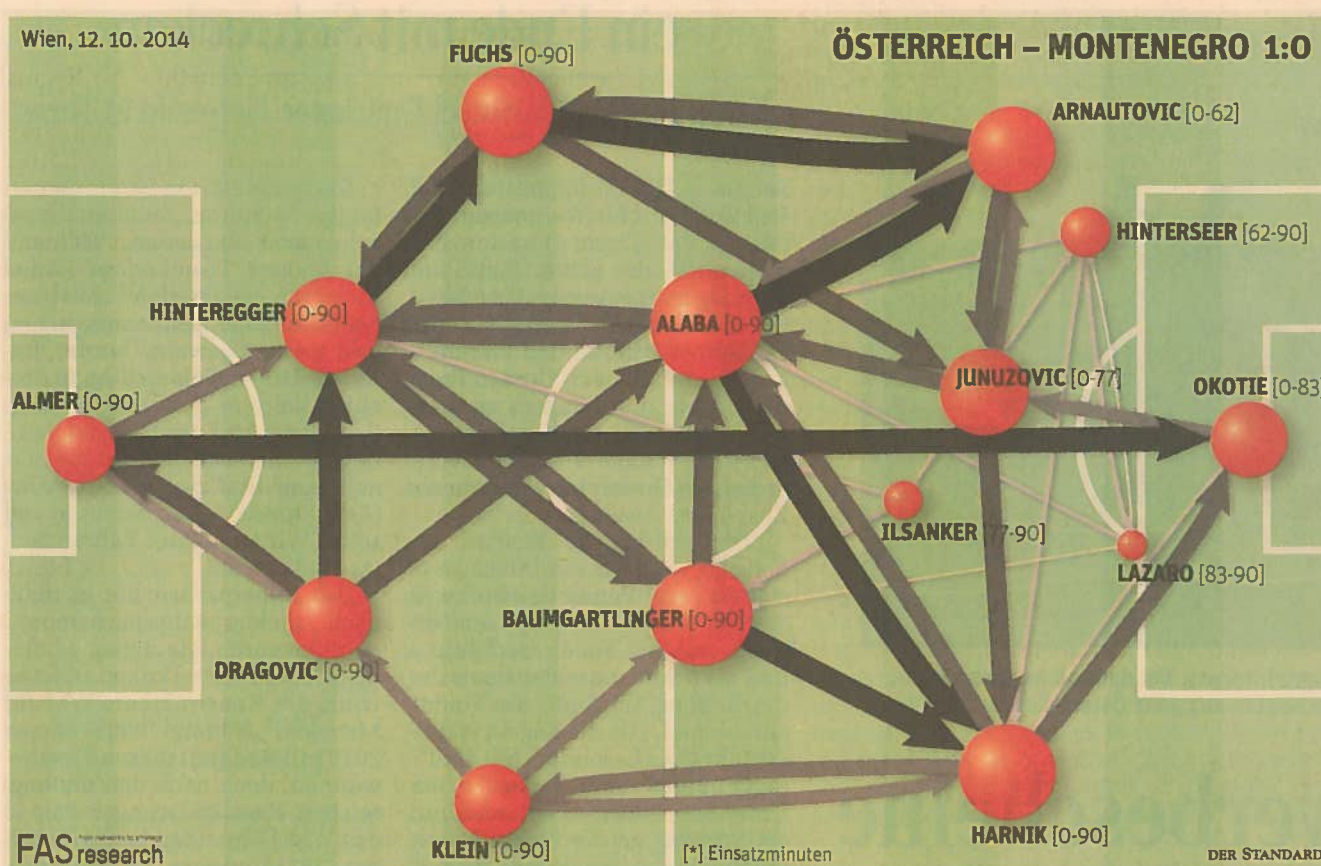 Wien, 12. 10. 2014
ÖSTERREICH – MONTENEGRO 1:0
FUCHS [0-90]
ARNAUTOVIC [0-62]
HINTERSEER [62-90]
HINTEREGGER [0-90]
ALABA [0-90]
JUNUZOVIC [0-77]
OKOTIE [0-83]
ALMER [0-90]
ILSANKER [77-90]
LAZARO [83-90]
BAUMGARTLINGER [0-90]
DRAGOVIC [0-90]
HARNIK [0-90]
KLEIN [0-90]
FAS research
[*] Einsatzminuten
DER STANDARD